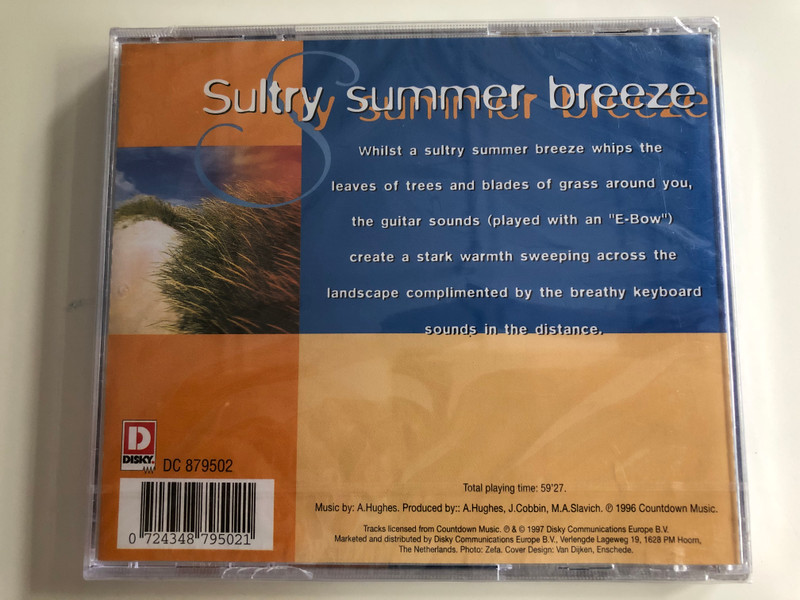 Sultry summer breeze
Whilst a sultry summer breeze whips the
leaves of trees and blades of grass around you,
the guitar sounds (played with an "E-Bow")
create a stark warmth sweeping across the
landscape complimented by the breathy keyboard
sounds in the distance.
D
DISKY.
DC 879502
0 724348 795021
Total playing time: 59'27.
Music by: A.Hughes. Produced by:: A.Hughes, J.Cobbin, M.A.Slavich. ℗ 1996 Countdown Music.
Tracks licensed from Countdown Music. ℗ & © 1997 Disky Communications Europe B.V.
Marketed and distributed by Disky Communications Europe B.V., Verlengde Lageweg 19, 1628 PM Hoorn,
The Netherlands. Photo: Zefa. Cover Design: Van Dijken, Enschede.